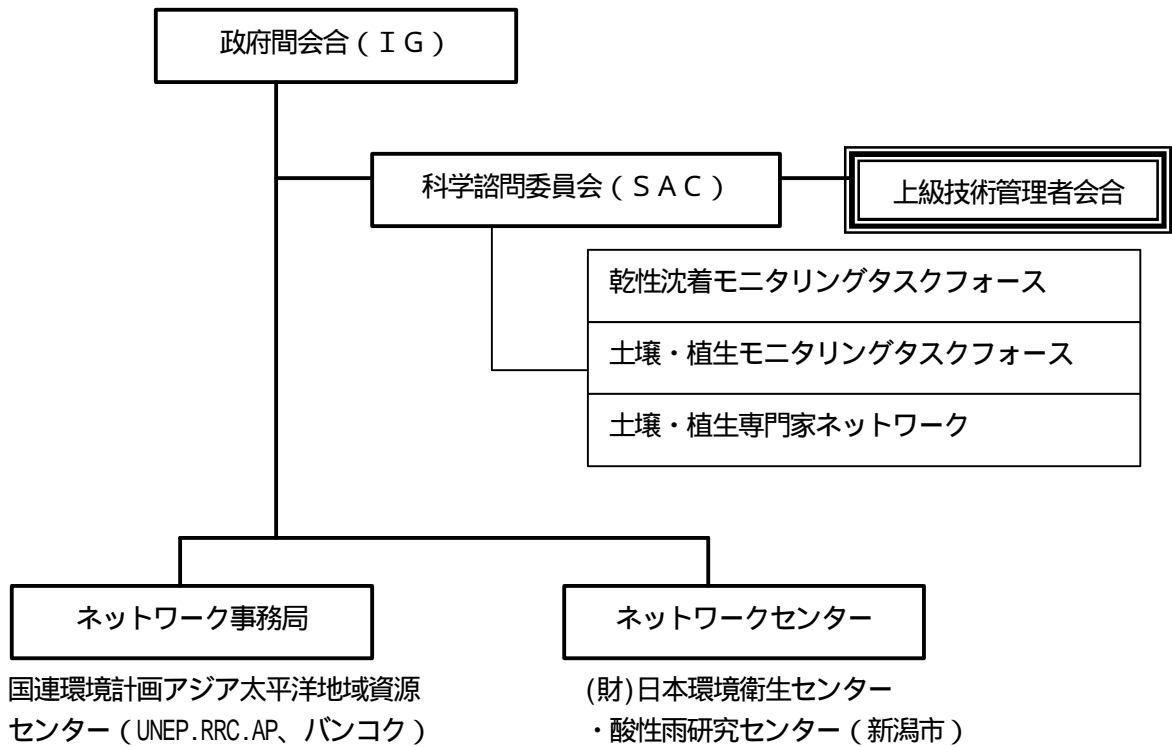 政府間会合(IG)
科学諮問委員会(SAC)
上級技術管理者会合
乾性沈着モニタリングタスクフォース
土壌・植生モニタリングタスクフォース
土壌・植生専門家ネットワーク
ネットワーク事務局
国連環境計画アジア太平洋地域資源
センター(UNEP.RRC.AP、バンコク)
ネットワークセンター
(財)日本環境衛生センター
・酸性雨研究センター(新潟市)